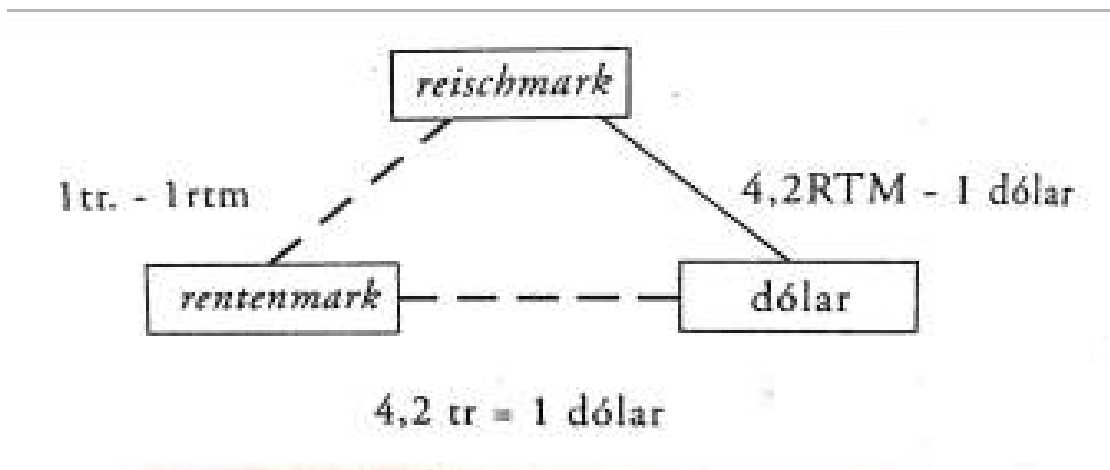 reischmark
1tr. - 1rtm
4,2RTM - 1 dólar
rentenmark
dólar
4,2 tr = 1 dólar